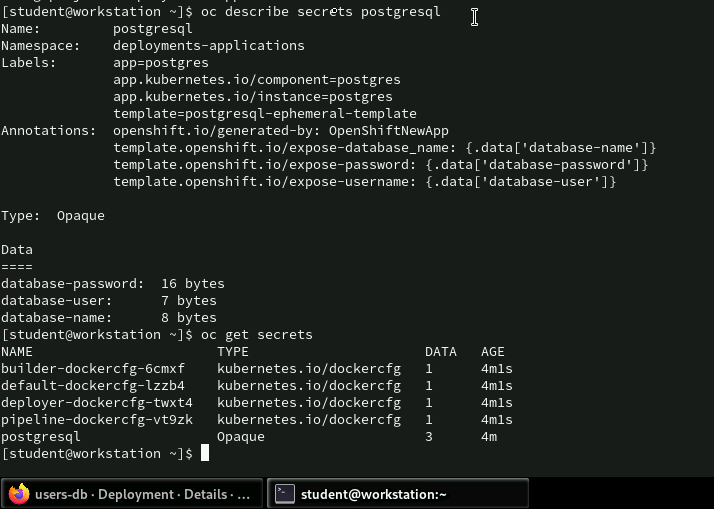 [student@workstation ~]$ oc describe secrets postgresql
Name:         postgresql
Namespace:    deployments-applications
Labels:       app=postgres
              app.kubernetes.io/component=postgres
              app.kubernetes.io/instance=postgres
              template=postgresql-ephemeral-template
Annotations:  openshift.io/generated-by: OpenShiftNewApp
              template.openshift.io/expose-database_name: {.data['database-name']}
              template.openshift.io/expose-password: {.data['database-password']}
              template.openshift.io/expose-username: {.data['database-user']}
Type:  Opaque
Data
====
database-password:  16 bytes
database-user:      7 bytes
database-name:      8 bytes
[student@workstation ~]$ oc get secrets
NAME                       TYPE                      DATA   AGE
builder-dockercfg-6cmxf    kubernetes.io/dockercfg   1      4m1s
default-dockercfg-lzzb4    kubernetes.io/dockercfg   1      4m1s
deployer-dockercfg-twxt4   kubernetes.io/dockercfg   1      4m1s
pipeline-dockercfg-vt9zk   kubernetes.io/dockercfg   1      4m1s
postgresql                 Opaque                    3      4m
[student@workstation ~]$
users-db · Deployment · Details · ...
student@workstation:~